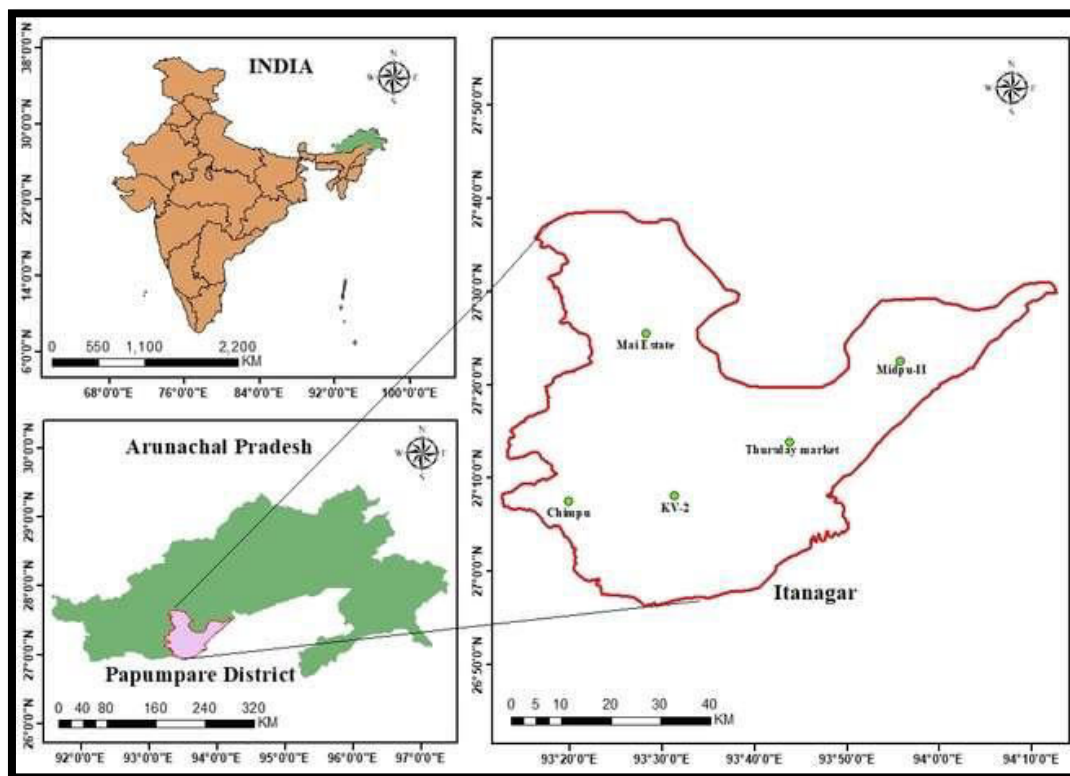 INDIA
N
W E
S
38°0'0"N
30°0'0"N
22°0'0"N
14°0'0"N
6°0'0"N
0 550 1,100 2,200
KM
68°0'0"E 76°0'0"E 84°0'0"E 92°0'0"E 100°0'0"E
Arunachal Pradesh
N
W E
S
30°0'0"N
29°0'0"N
28°0'0"N
27°0'0"N
26°0'0"N
Papumpare District
0 40 80 160 240 320
KM
92°0'0"E 93°0'0"E 94°0'0"E 95°0'0"E 96°0'0"E 97°0'0"E
N
W E
S
27°50'0"N
27°40'0"N
27°30'0"N
27°20'0"N
27°10'0"N
27°0'0"N
26°50'0"N
Mai Estate
Midpu-II
Thursday market
KV-2
Chimpu
Itanagar
0 5 10 20 30 40
KM
93°20'0"E 93°30'0"E 93°40'0"E 93°50'0"E 94°0'0"E 94°10'0"E